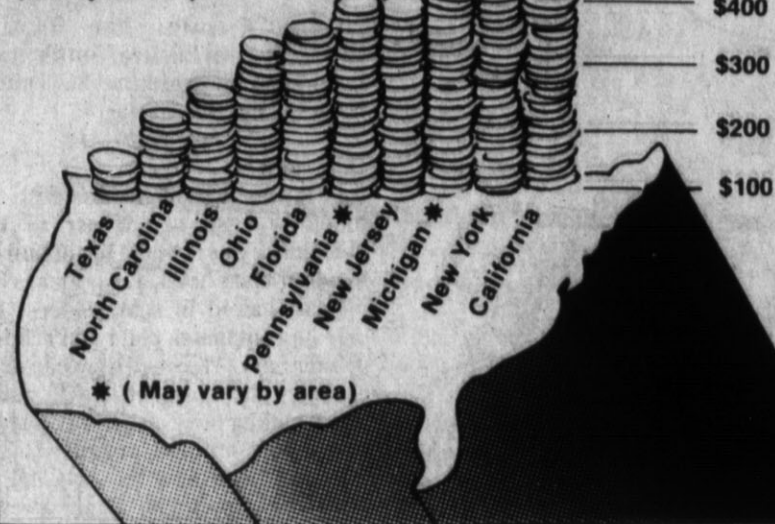 $400
$300
$200
$100
Texas
North Carolina
Illinois
Ohio
Florida
Pennsylvania *
New Jersey
Michigan *
New York
California
* ( May vary by area)